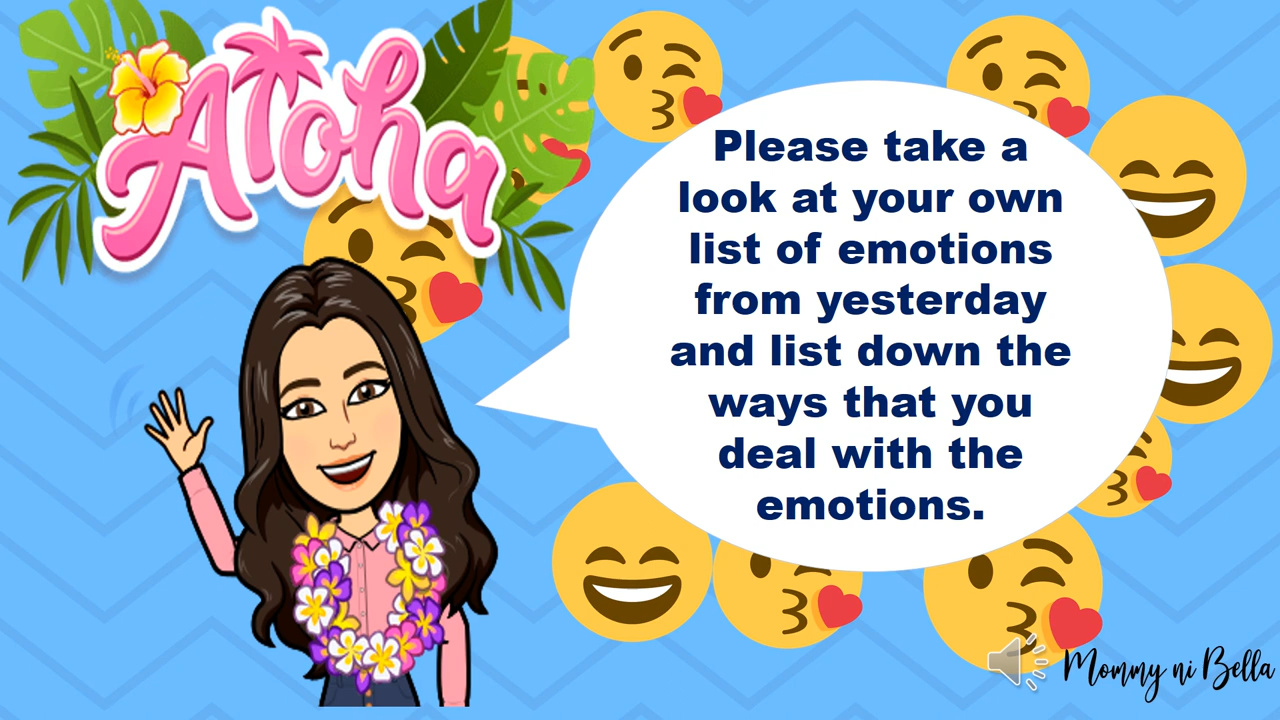 Aloha
Please take a
look at your own
list of emotions
from yesterday
and list down the
ways that you
deal with the
emotions.
Mommy ni Bella